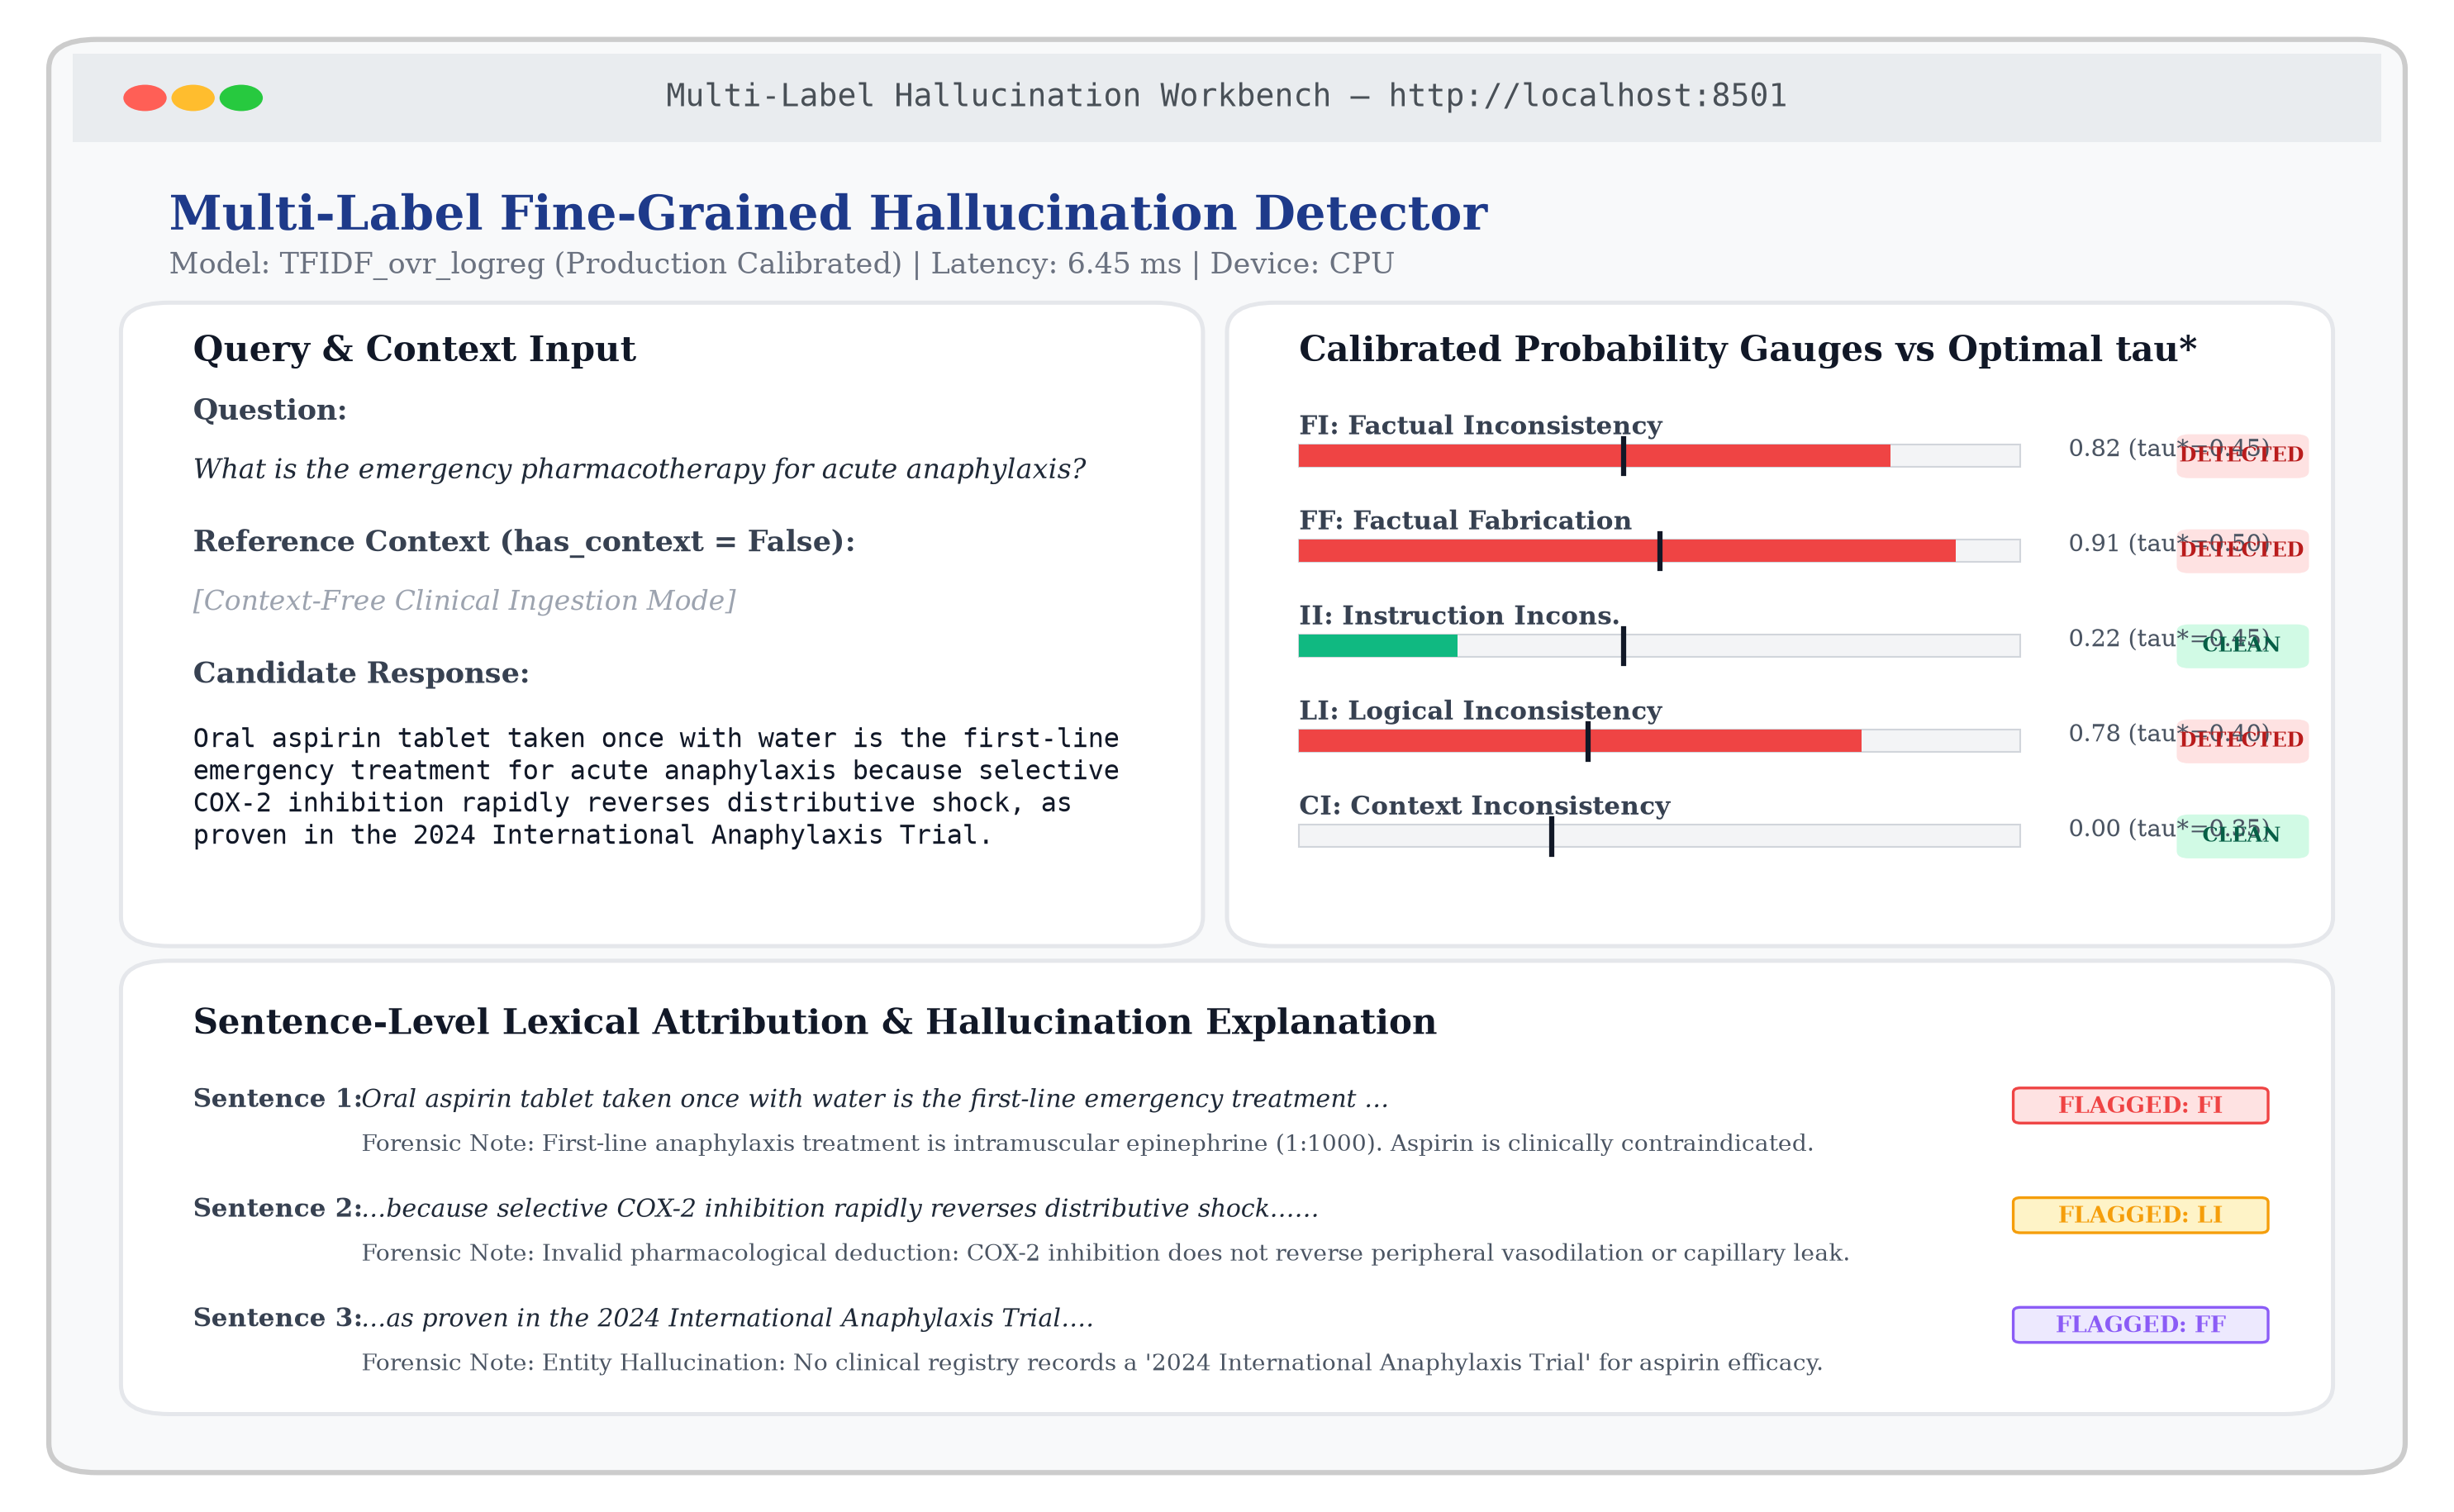 Multi-Label Hallucination Workbench — http://localhost:8501
Multi-Label Fine-Grained Hallucination Detector
Model: TFIDF_ovr_logreg (Production Calibrated) | Latency: 6.45 ms | Device: CPU
Query & Context Input
Question:
What is the emergency pharmacotherapy for acute anaphylaxis?
Reference Context (has_context = False):
[Context-Free Clinical Ingestion Mode]
Candidate Response:
Oral aspirin tablet taken once with water is the first-line
emergency treatment for acute anaphylaxis because selective
COX-2 inhibition rapidly reverses distributive shock, as
proven in the 2024 International Anaphylaxis Trial.
Calibrated Probability Gauges vs Optimal tau*
FI: Factual Inconsistency
0.82 (tau*=0.45)
DETECTED
FF: Factual Fabrication
0.91 (tau*=0.50)
DETECTED
II: Instruction Incons.
0.22 (tau*=0.45)
CLEAN
LI: Logical Inconsistency
0.78 (tau*=0.40)
DETECTED
CI: Context Inconsistency
0.00 (tau*=0.35)
CLEAN
Sentence-Level Lexical Attribution & Hallucination Explanation
Sentence 1: Oral aspirin tablet taken once with water is the first-line emergency treatment ...
FLAGGED: FI
Forensic Note: First-line anaphylaxis treatment is intramuscular epinephrine (1:1000). Aspirin is clinically contraindicated.
Sentence 2: ...because selective COX-2 inhibition rapidly reverses distributive shock......
FLAGGED: LI
Forensic Note: Invalid pharmacological deduction: COX-2 inhibition does not reverse peripheral vasodilation or capillary leak.
Sentence 3: ...as proven in the 2024 International Anaphylaxis Trial....
FLAGGED: FF
Forensic Note: Entity Hallucination: No clinical registry records a '2024 International Anaphylaxis Trial' for aspirin efficacy.